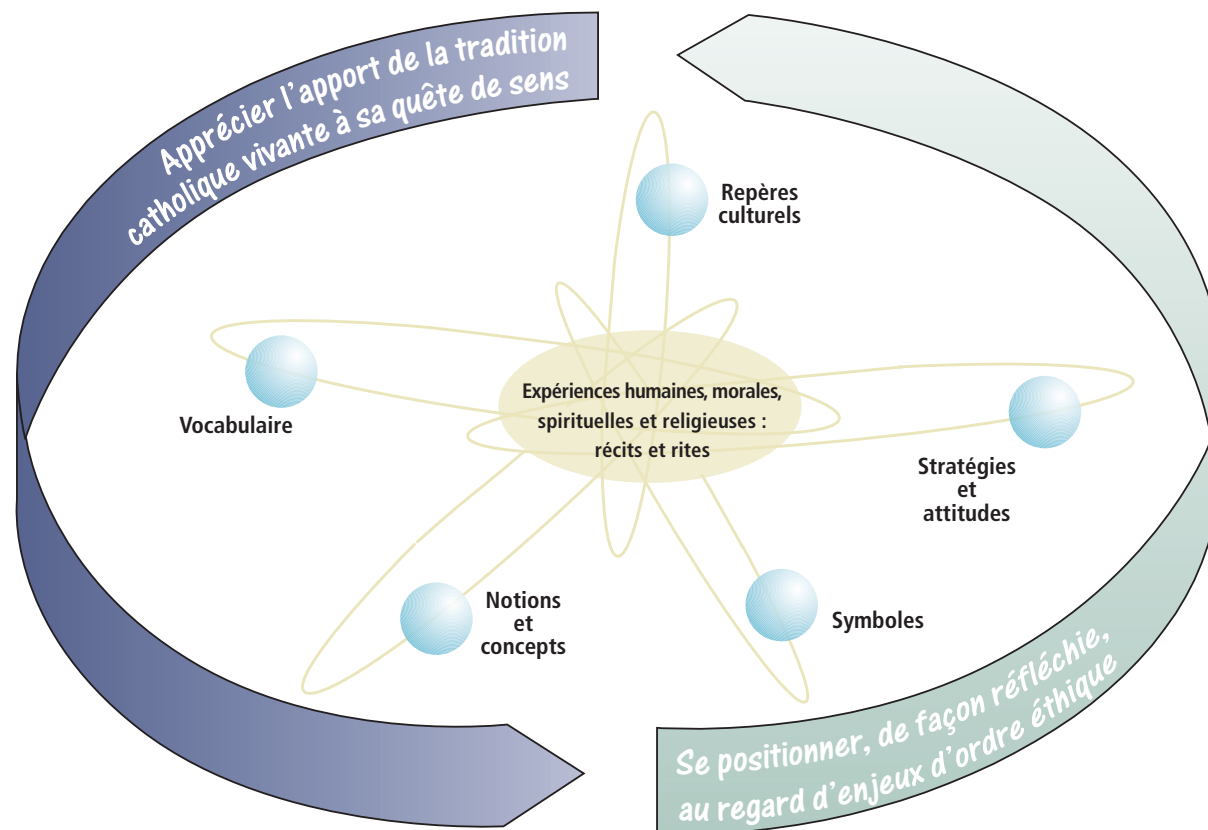 Apprécier l'apport de la tradition
catholique vivante à sa quête de sens
Repères
culturels
Vocabulaire
Expériences humaines, morales,
spirituelles et religieuses :
récits et rites
Stratégies
et
attitudes
Notions
et
concepts
Symboles
Se positionner, de façon réfléchie,
au regard d'enjeux d'ordre éthique